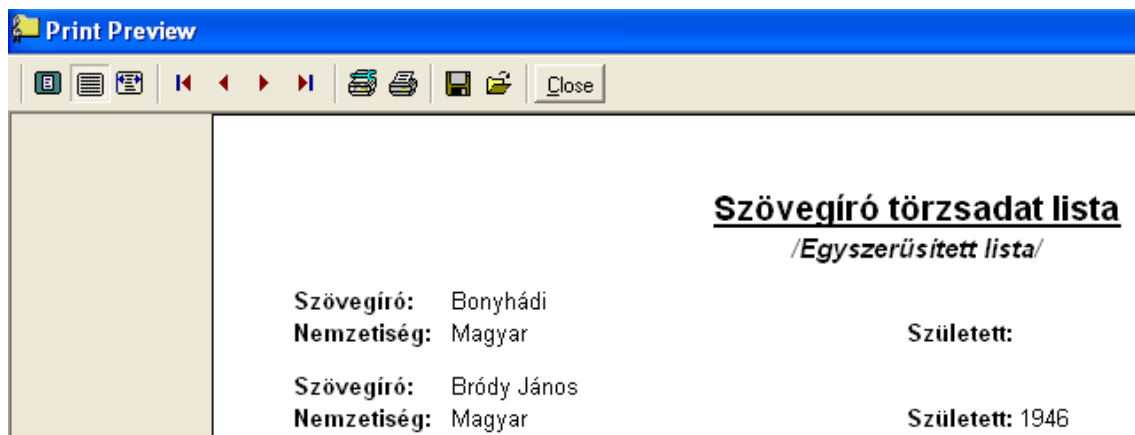 Print Preview
Close
Szövegíró törzsadat lista
/Egyszerüsített lista/
Szövegíró: Bonyhádi
Nemzetiség: Magyar Született:
Szövegíró: Bródy János
Nemzetiség: Magyar Született: 1946